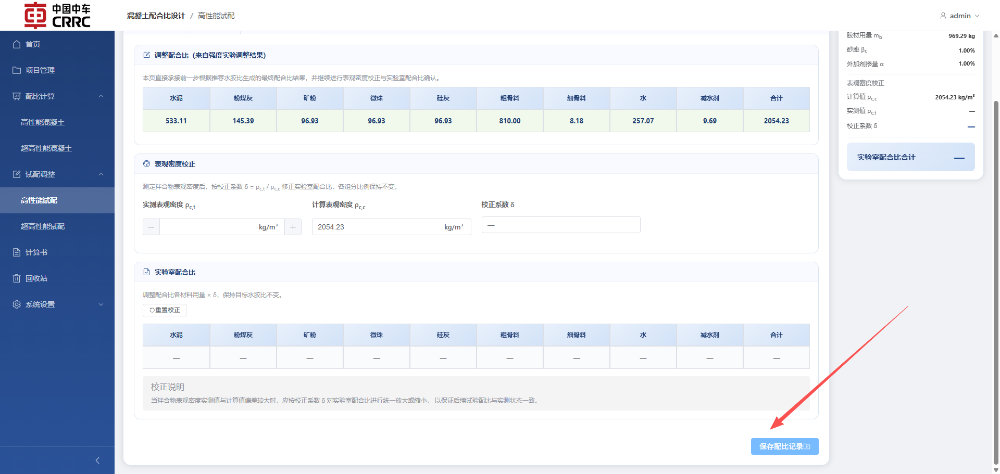 中国中车
CRRC
混凝土配合比设计 / 高性能试配
admin
首页
项目管理
配比计算
高性能混凝土
超高性能混凝土
试配调整
高性能试配
超高性能试配
计算书
回收站
系统设置
调整配合比（来自强度实验调整结果）
本页直接承接前一步根据推荐水胶比生成的最终配合比结果，并继续进行表观密度校正与实验室配合比确认。
水泥 粉煤灰 矿粉 微珠 硅灰 粗骨料 细骨料 水 减水剂 合计
533.11 145.39 96.93 96.93 96.93 810.00 8.18 257.07 9.69 2054.23
表观密度校正
测定拌合物表观密度后，按校正系数 δ = ρc,t / ρc,c 修正实验室配合比，各组分比例保持不变。
实测表观密度 ρc,t 计算表观密度 ρc,c 校正系数 δ
— kg/m³ + 2054.23 kg/m³ —
实验室配合比
调整配合比各材料用量 × δ，保持目标水胶比不变。
重置校正
水泥 粉煤灰 矿粉 微珠 硅灰 粗骨料 细骨料 水 减水剂 合计
— — — — — — — — — —
校正说明
当拌合物表观密度实测值与计算值偏差较大时，应按校正系数 δ 对实验室配合比进行统一放大或缩小， 以保证后续试验配比与实测状态一致。
保存配比记录
胶材用量 mb 969.29 kg
砂率 βs 1.00%
外加剂掺量 α 1.00%
表观密度校正
计算值 ρc,c 2054.23 kg/m³
实测值 ρc,t —
校正系数 δ —
实验室配合比合计 —